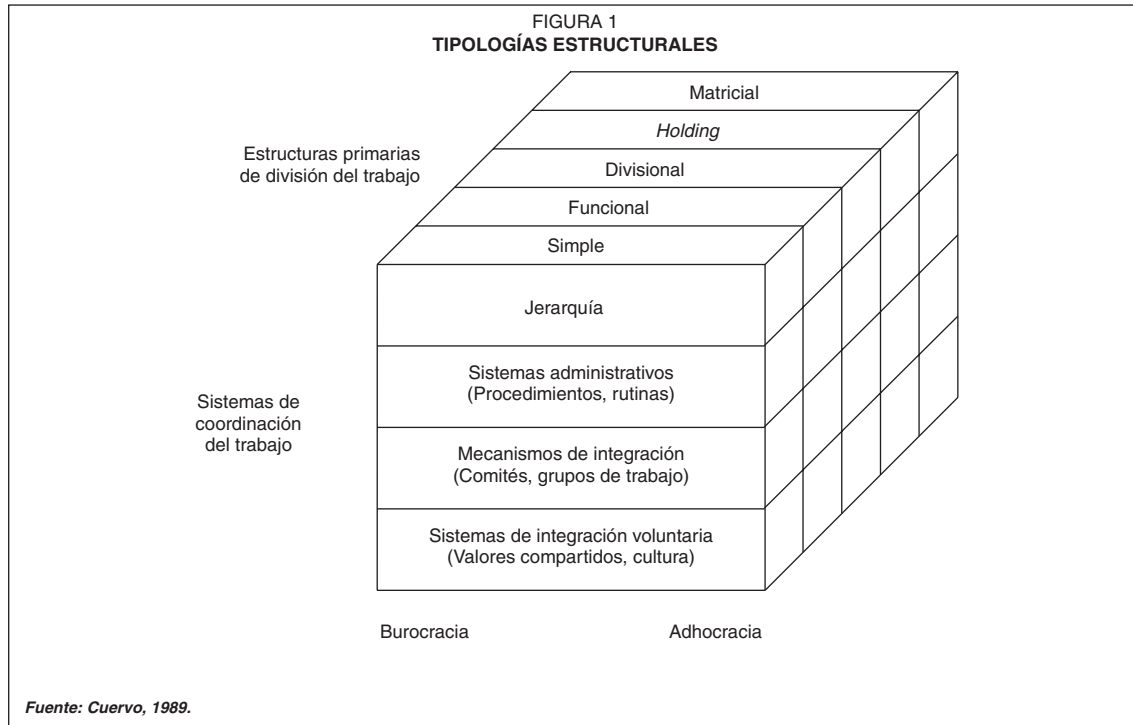 FIGURA 1
TIPOLOGÍAS ESTRUCTURALES
Matricial
Holding
Estructuras primarias
de división del trabajo
Divisional
Funcional
Simple
Jerarquía
Sistemas administrativos
(Procedimientos, rutinas)
Sistemas de
coordinación
del trabajo
Mecanismos de integración
(Comités, grupos de trabajo)
Sistemas de integración voluntaria
(Valores compartidos, cultura)
Burocracia
Adhocracia
Fuente: Cuervo, 1989.